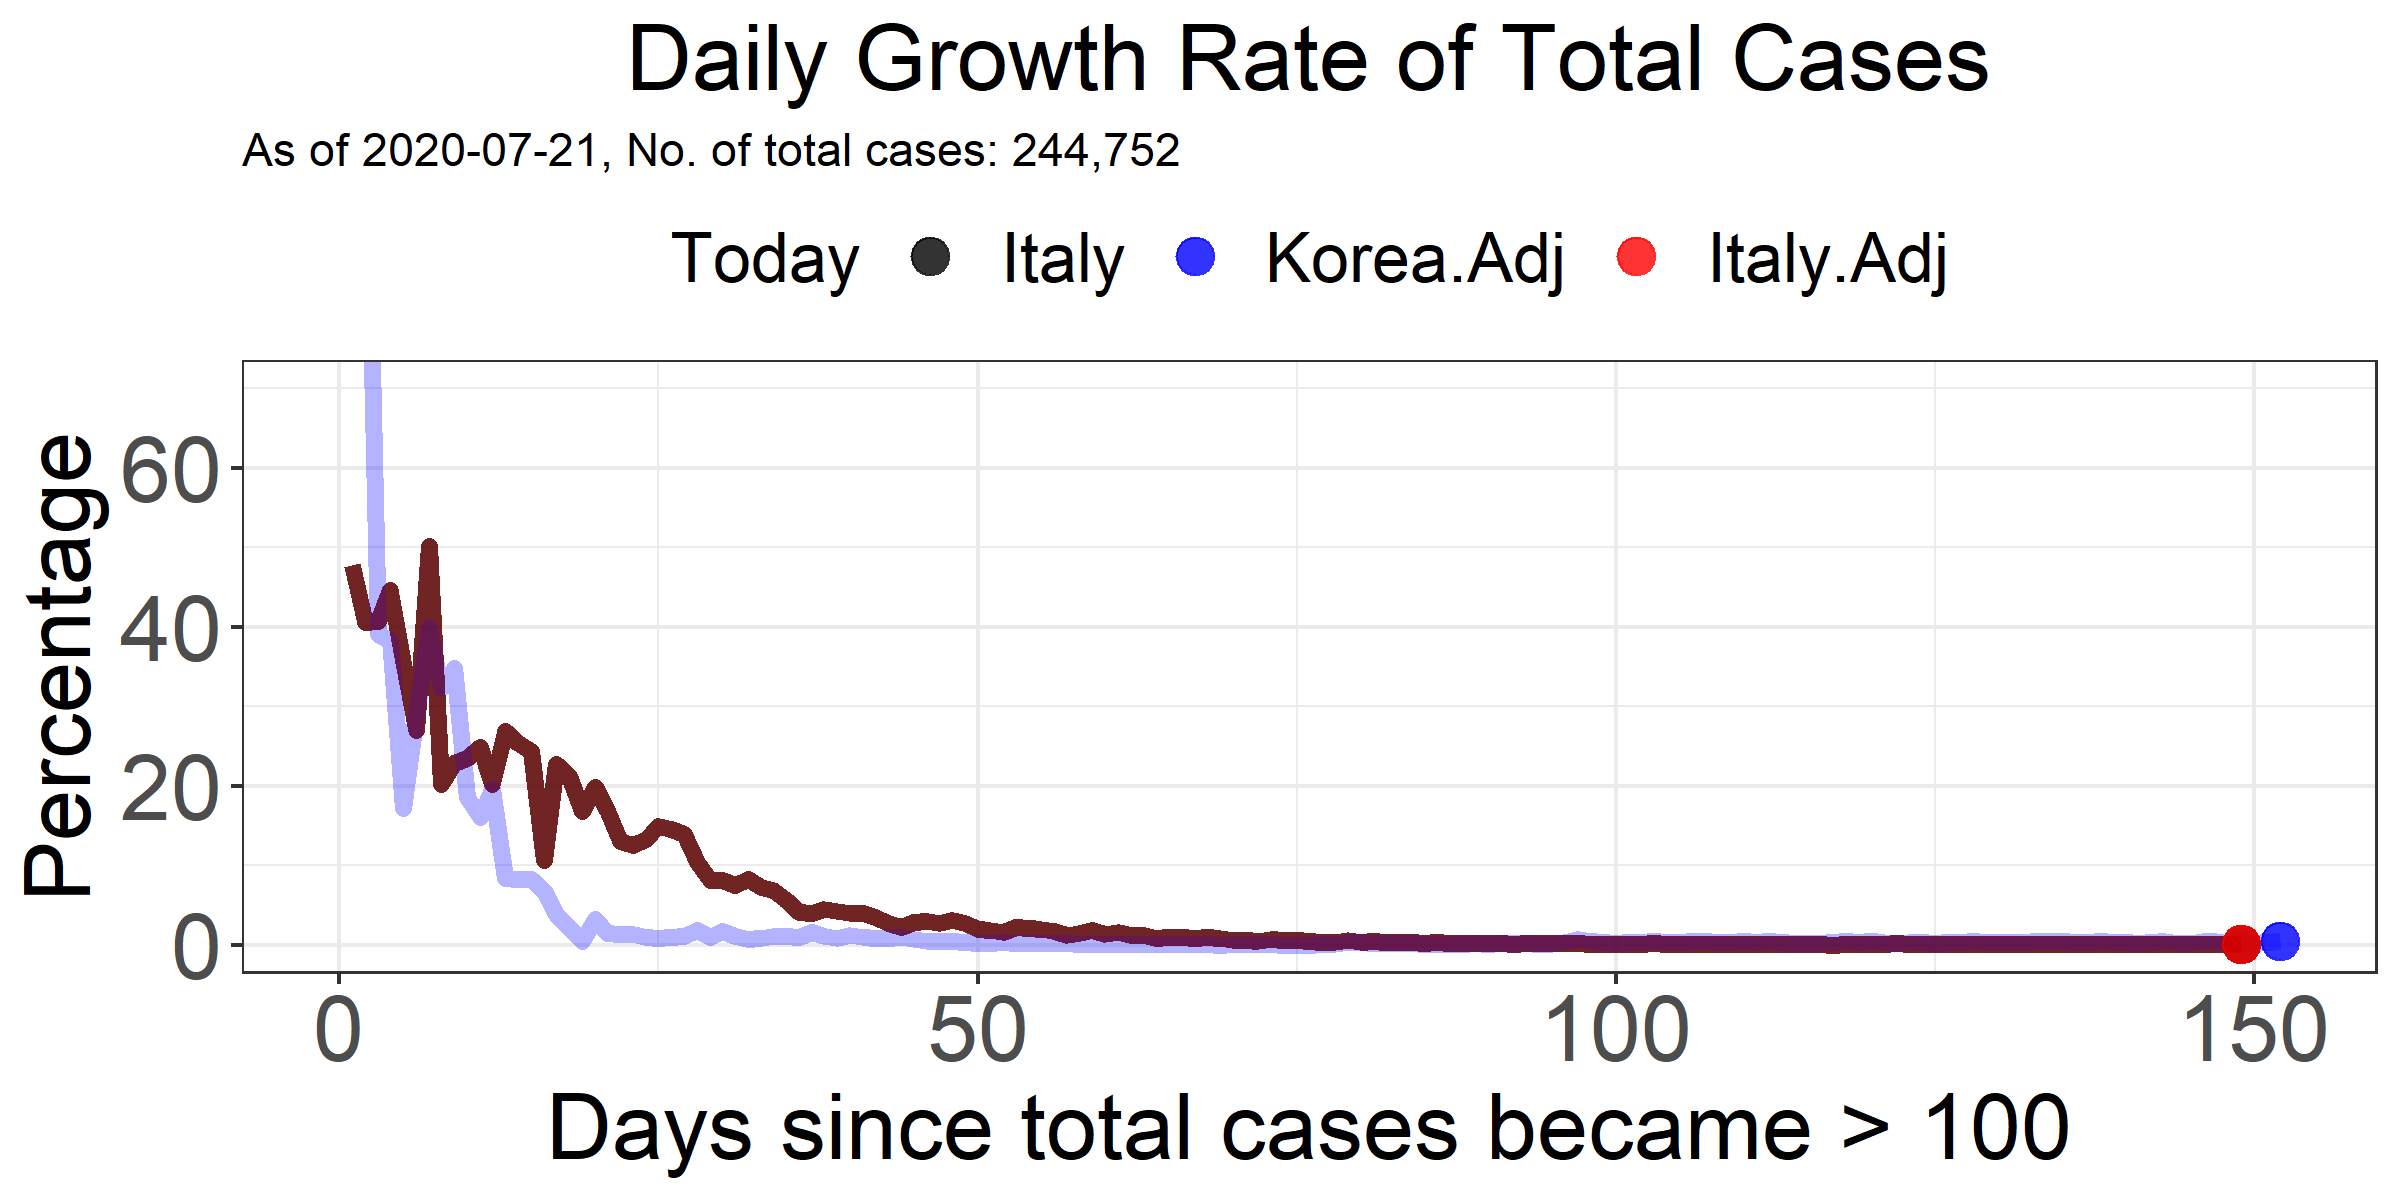 Daily Growth Rate of Total Cases
As of 2020-07-21, No. of total cases: 244,752
Today Italy Korea.Adj Italy.Adj
Percentage
60
40
20
0
0 50 100 150
Days since total cases became > 100